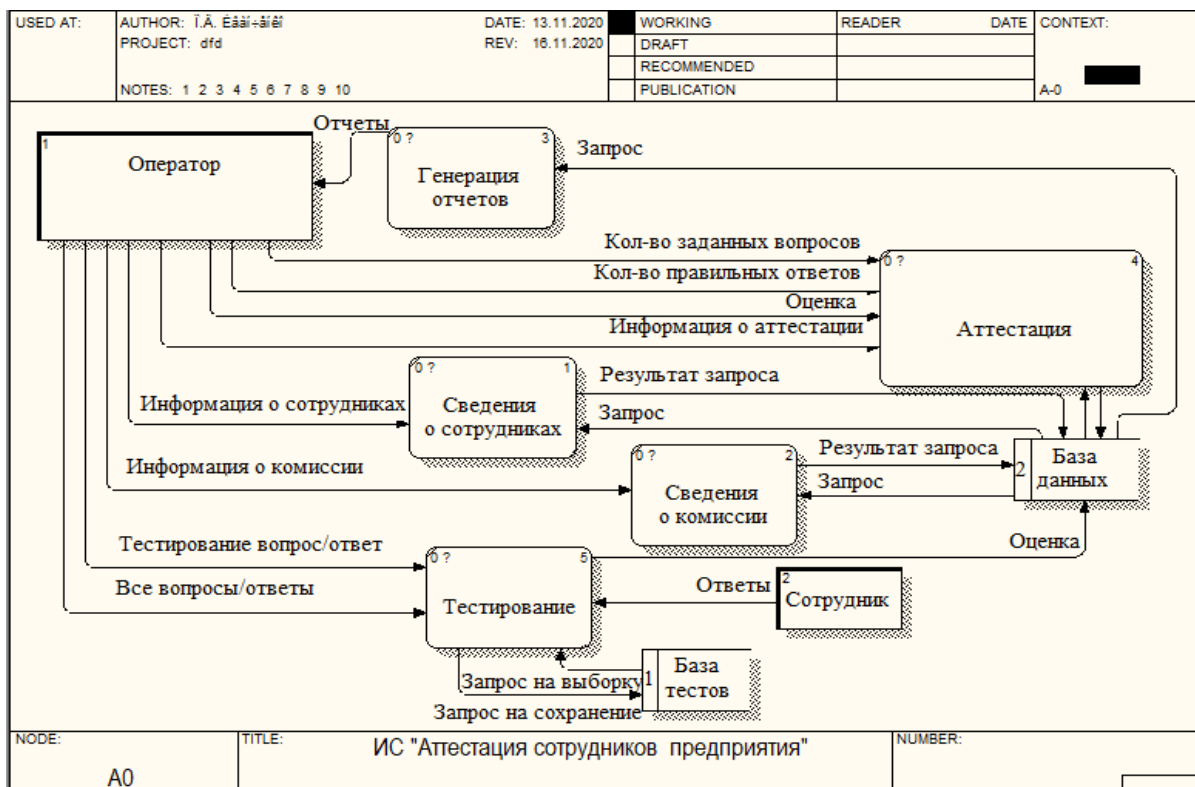 USED AT:
AUTHOR: Ï.Â. Êåâåí÷åíêî
DATE: 13.11.2020
PROJECT: dfd
REV: 16.11.2020
NOTES: 1 2 3 4 5 6 7 8 9 10
WORKING
DRAFT
RECOMMENDED
PUBLICATION
READER
DATE
CONTEXT:
A-0
1
Оператор
Отчеты
0 ?
3
Генерация
отчетов
Запрос
Кол-во заданных вопросов
Кол-во правильных ответов
Оценка
Информация о аттестации
0 ?
4
Аттестация
0 ?
1
Сведения
о сотрудниках
Результат запроса
Запрос
Информация о сотрудниках
Информация о комиссии
0 ?
2
Сведения
о комиссии
Результат запроса
Запрос
2
База
данных
Тестирование вопрос/ответ
Все вопросы/ответы
0 ?
5
Тестирование
Оценка
Ответы
2
Сотрудник
Запрос на выборку
Запрос на сохранение
1
База
тестов
NODE:
A0
TITLE:
ИС "Аттестация сотрудников предприятия"
NUMBER: